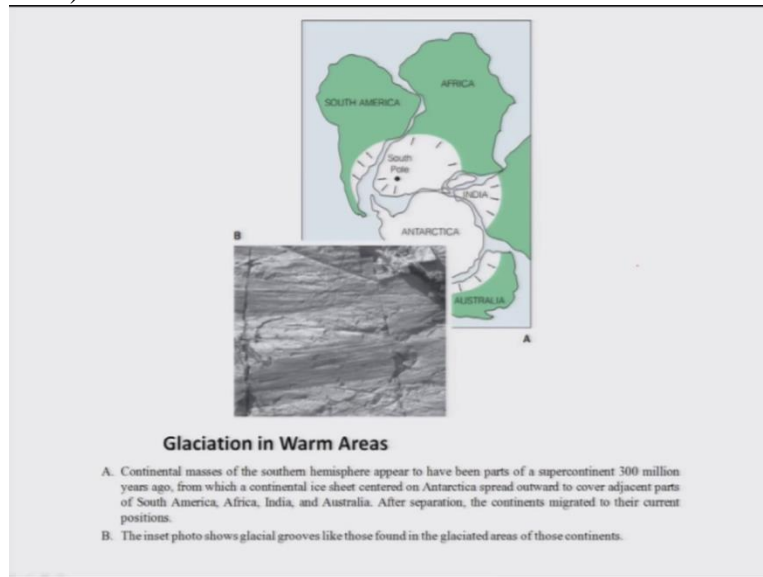 AFRICA
SOUTH AMERICA
South
Pole
INDIA
ANTARCTICA
B
AUSTRALIA
A
Glaciation in Warm Areas
A. Continental masses of the southern hemisphere appear to have been parts of a supercontinent 300 million
years ago, from which a continental ice sheet centered on Antarctica spread outward to cover adjacent parts
of South America, Africa, India, and Australia. After separation, the continents migrated to their current
positions.
B. The inset photo shows glacial grooves like those found in the glaciated areas of those continents.